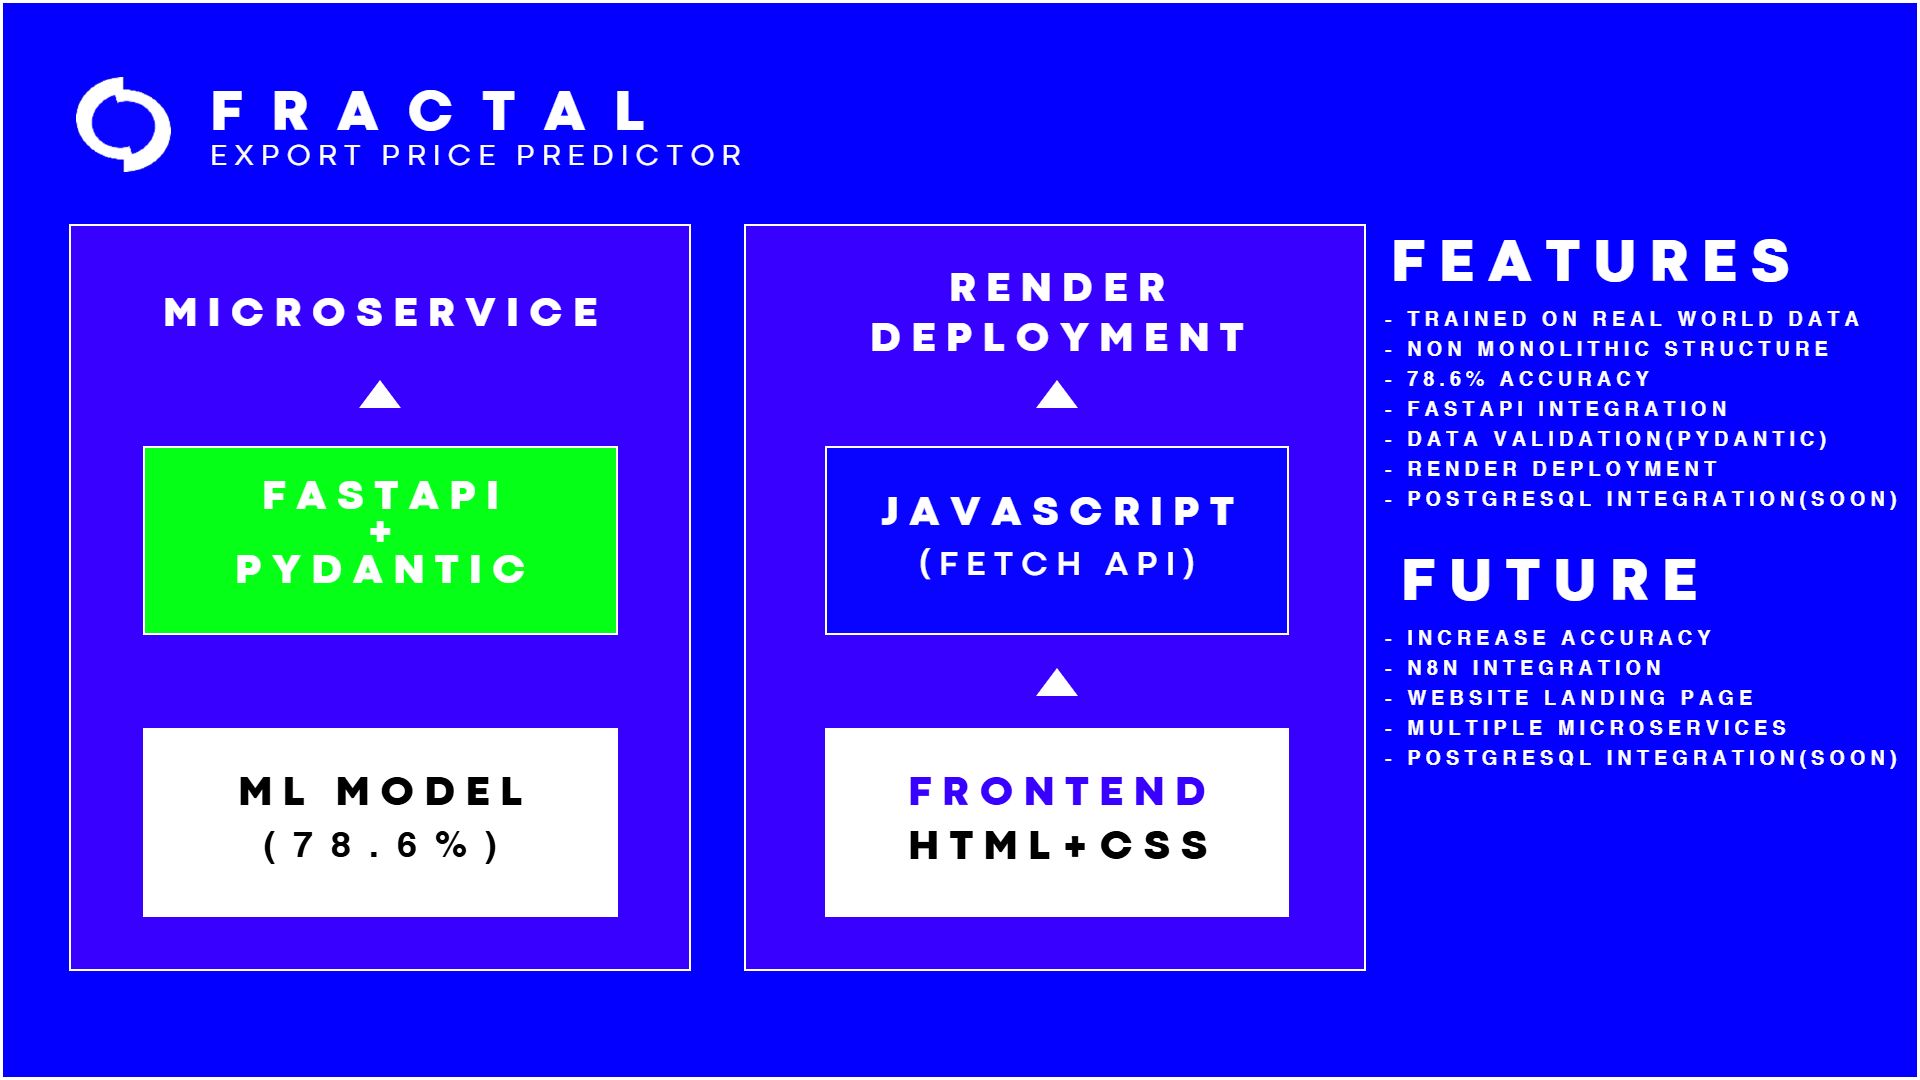 FRACTAL
EXPORT PRICE PREDICTOR
MICROSERVICE
FASTAPI
+
PYDANTIC
ML MODEL
(78.6%)
RENDER
DEPLOYMENT
JAVASCRIPT
(FETCH API)
FRONTEND
HTML+CSS
FEATURES
- TRAINED ON REAL WORLD DATA
- NON MONOLITHIC STRUCTURE
- 78.6% ACCURACY
- FASTAPI INTEGRATION
- DATA VALIDATION(PYDANTIC)
- RENDER DEPLOYMENT
- POSTGRESQL INTEGRATION(SOON)
FUTURE
- INCREASE ACCURACY
- N8N INTEGRATION
- WEBSITE LANDING PAGE
- MULTIPLE MICROSERVICES
- POSTGRESQL INTEGRATION(SOON)